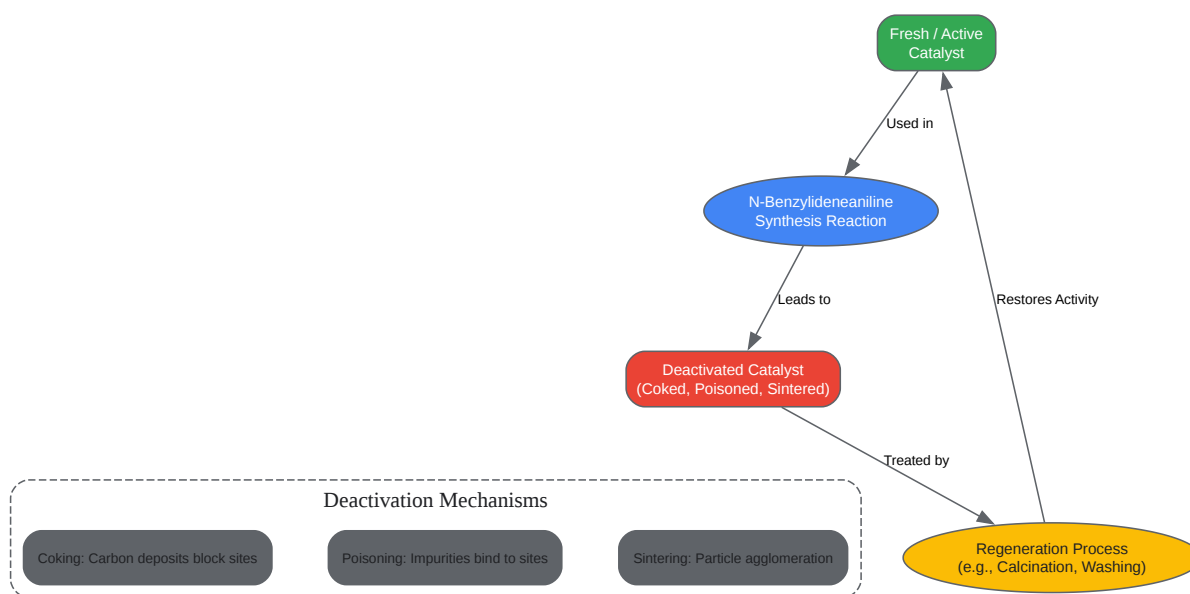 Fresh / Active
Catalyst
Used in
N-Benzylideneaniline
Synthesis Reaction
Leads to
Restores Activity
Deactivated Catalyst
(Coked, Poisoned, Sintered)
Treated by
Deactivation Mechanisms
Coking: Carbon deposits block sites
Poisoning: Impurities bind to sites
Sintering: Particle agglomeration
Regeneration Process
(e.g., Calcination, Washing)